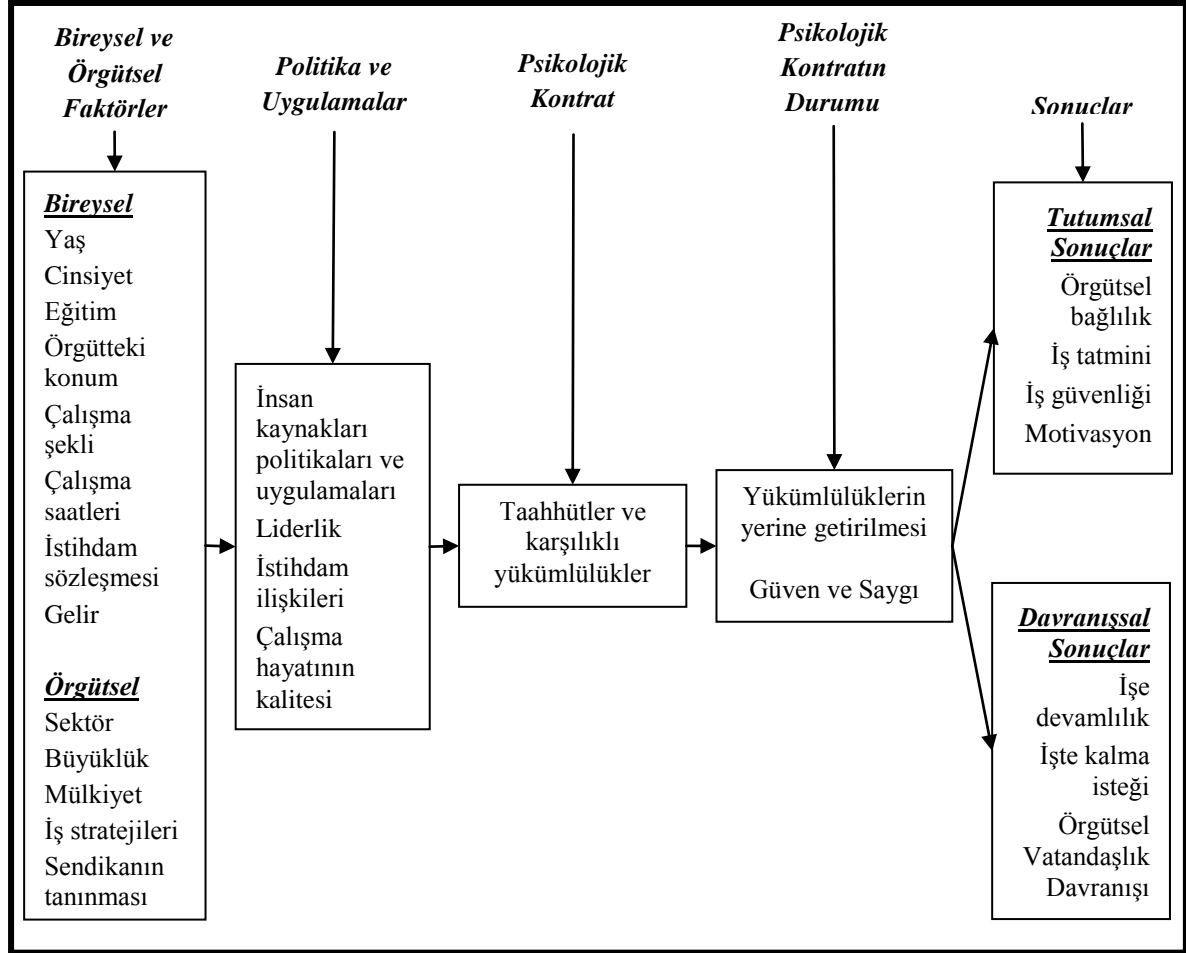 Bireysel ve
Örgütsel
Faktörler
Politika ve
Uygulamalar
Psikolojik
Kontrat
Psikolojik
Kontratın
Durumu
Sonuclar
Bireysel
Yaş
Cinsiyet
Eğitim
Örgütteki
konum
Çalışma
şekli
Çalışma
saatleri
İstihdam
sözleşmesi
Gelir
Örgütsel
Sektör
Büyüklük
Mülkiyet
İş stratejileri
Sendikanın
tanınması
İnsan
kaynakları
politikaları ve
uygulamaları
Liderlik
İstihdam
ilişkileri
Çalışma
hayatının
kalitesi
Taahhütler ve
karşılıklı
yükümlülükler
Yükümlülüklerin
yerine getirilmesi
Güven ve Saygı
Tutumsal
Sonuçlar
Örgütsel
bağlılık
İş tatmini
İş güvenliği
Motivasyon
Davranışsal
Sonuçlar
İşe
devamlılık
İşte kalma
isteği
Örgütsel
Vatandaşlık
Davranışı